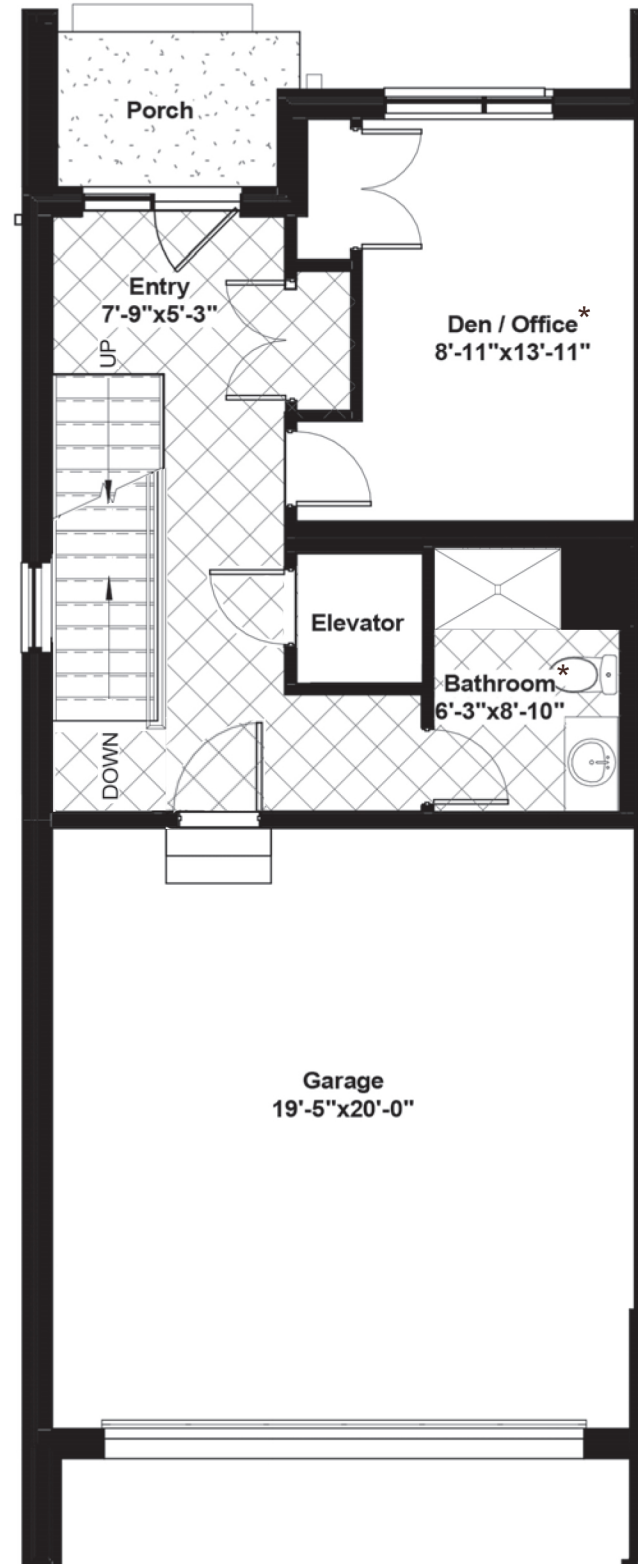 Porch
Entry
7'-9"x5'-3"
UP
Den / Office*
8'-11"x13'-11"
Elevator
Bathroom*
6'-3"x8'-10"
DOWN
Garage
19'-5"x20'-0"